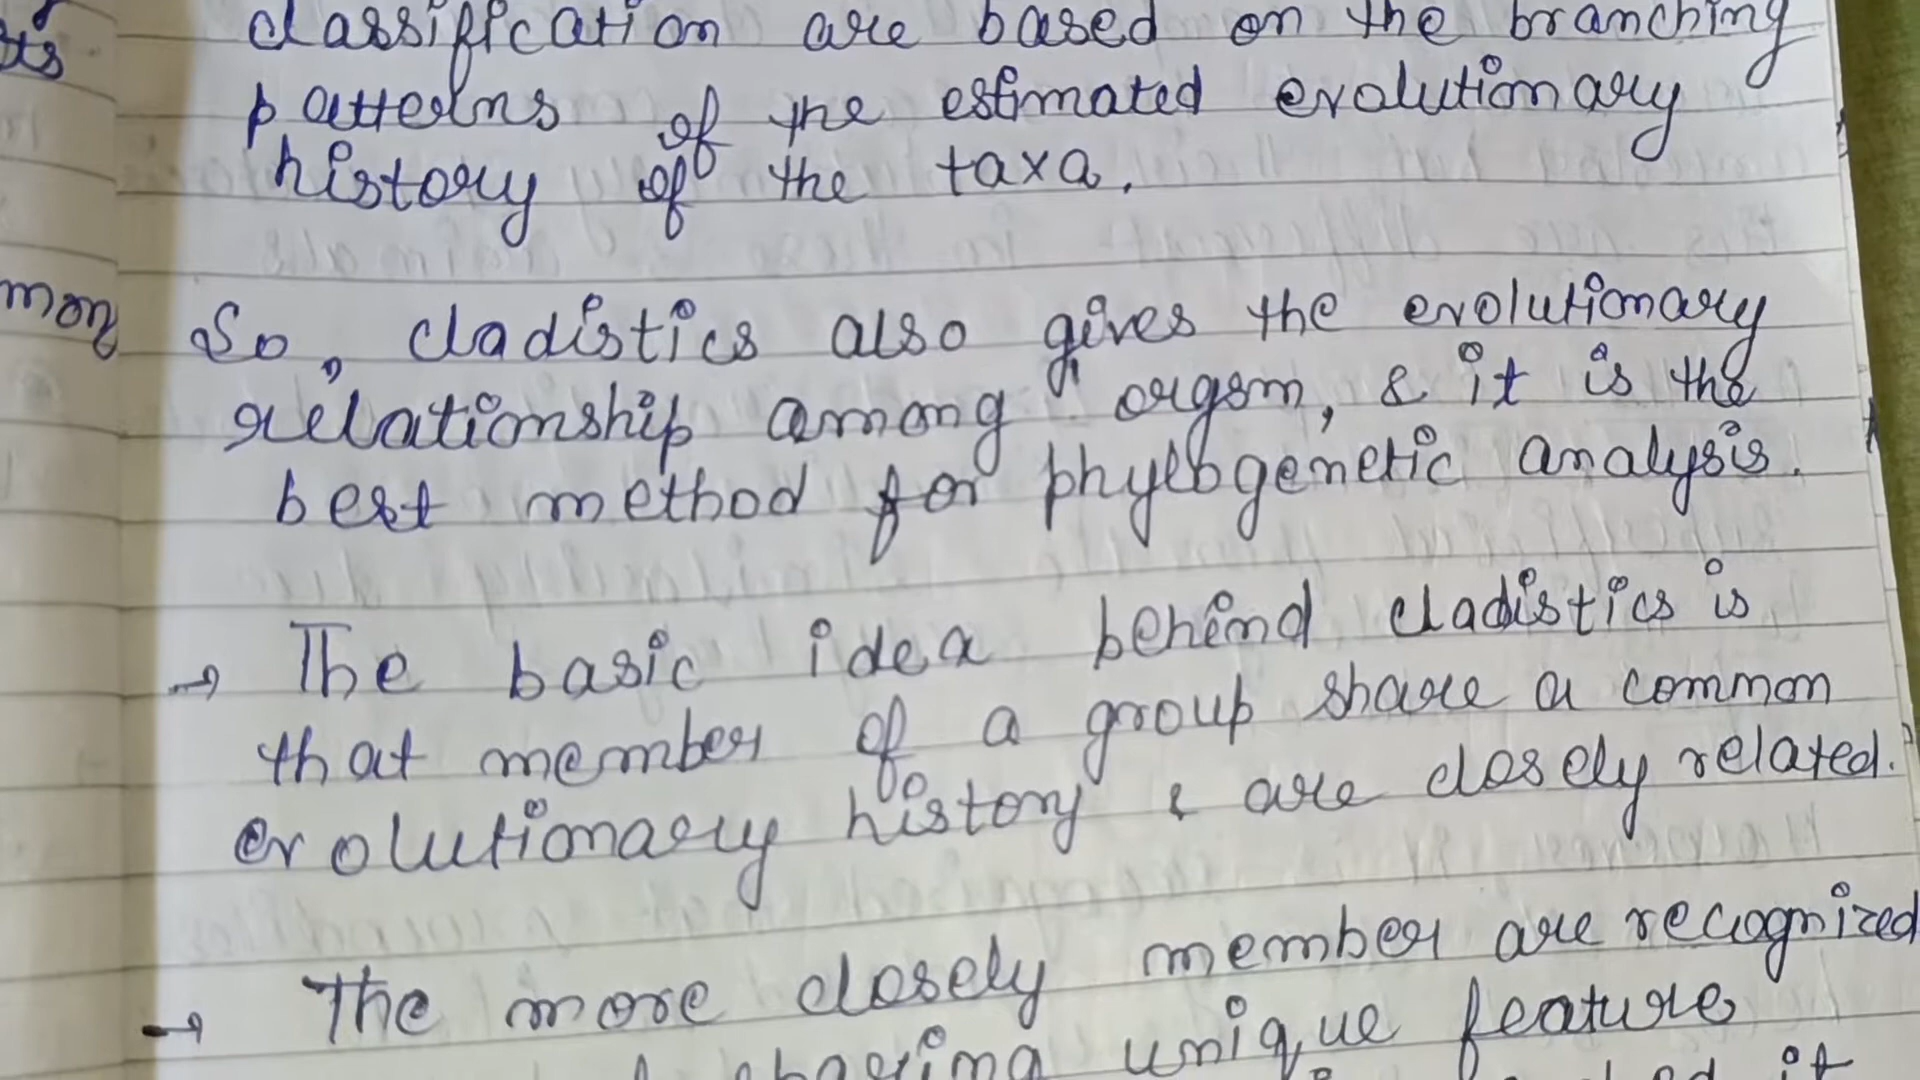 classification are based on the branching
patterns of the estimated evolutionary
history of the taxa.
So, cladistics also gives the evolutionary
relationship among orgsm, & it is the
best method for phylogenetic analysis.
→ The basic idea behind cladistics is
that member of a group share a common
evolutionary history & are closely related.
→ The more closely member are recognized
sharing unique feature
it